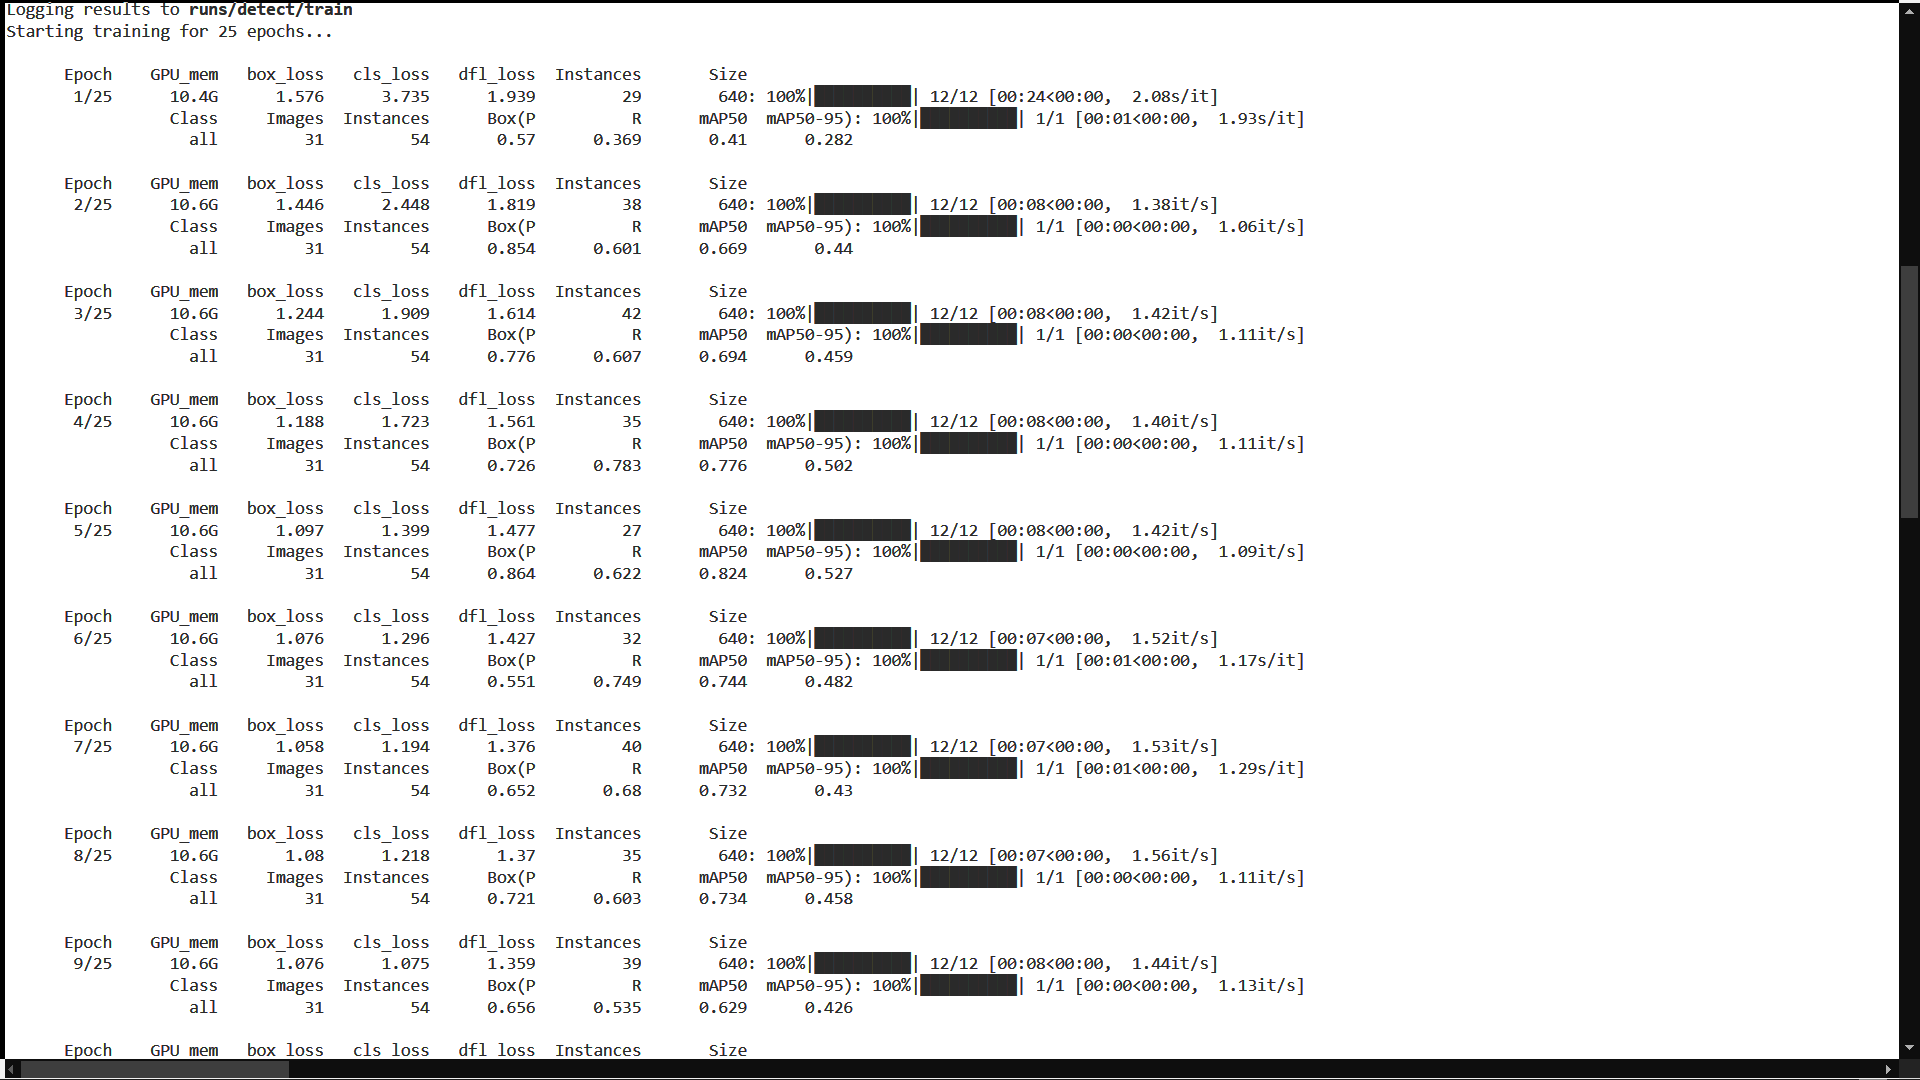 Logging results to runs/detect/train
Starting training for 25 epochs...
Epoch GPU_mem box_loss cls_loss dfl_loss Instances Size
1/25 10.4G 1.576 3.735 1.939 29 640: 100%|██████████| 12/12 [00:24<00:00, 2.08s/it]
Class Images Instances Box(P R mAP50 mAP50-95): 100%|██████████| 1/1 [00:01<00:00, 1.93s/it]
all 31 54 0.57 0.369 0.41 0.282
Epoch GPU_mem box_loss cls_loss dfl_loss Instances Size
2/25 10.6G 1.446 2.448 1.819 38 640: 100%|██████████| 12/12 [00:08<00:00, 1.38it/s]
Class Images Instances Box(P R mAP50 mAP50-95): 100%|██████████| 1/1 [00:00<00:00, 1.06it/s]
all 31 54 0.854 0.601 0.669 0.44
Epoch GPU_mem box_loss cls_loss dfl_loss Instances Size
3/25 10.6G 1.244 1.909 1.614 42 640: 100%|██████████| 12/12 [00:08<00:00, 1.42it/s]
Class Images Instances Box(P R mAP50 mAP50-95): 100%|██████████| 1/1 [00:00<00:00, 1.11it/s]
all 31 54 0.776 0.607 0.694 0.459
Epoch GPU_mem box_loss cls_loss dfl_loss Instances Size
4/25 10.6G 1.188 1.723 1.561 35 640: 100%|██████████| 12/12 [00:08<00:00, 1.40it/s]
Class Images Instances Box(P R mAP50 mAP50-95): 100%|██████████| 1/1 [00:00<00:00, 1.11it/s]
all 31 54 0.726 0.783 0.776 0.502
Epoch GPU_mem box_loss cls_loss dfl_loss Instances Size
5/25 10.6G 1.097 1.399 1.477 27 640: 100%|██████████| 12/12 [00:08<00:00, 1.42it/s]
Class Images Instances Box(P R mAP50 mAP50-95): 100%|██████████| 1/1 [00:00<00:00, 1.09it/s]
all 31 54 0.864 0.622 0.824 0.527
Epoch GPU_mem box_loss cls_loss dfl_loss Instances Size
6/25 10.6G 1.076 1.296 1.427 32 640: 100%|██████████| 12/12 [00:07<00:00, 1.52it/s]
Class Images Instances Box(P R mAP50 mAP50-95): 100%|██████████| 1/1 [00:01<00:00, 1.17s/it]
all 31 54 0.551 0.749 0.744 0.482
Epoch GPU_mem box_loss cls_loss dfl_loss Instances Size
7/25 10.6G 1.058 1.194 1.376 40 640: 100%|██████████| 12/12 [00:07<00:00, 1.53it/s]
Class Images Instances Box(P R mAP50 mAP50-95): 100%|██████████| 1/1 [00:01<00:00, 1.29s/it]
all 31 54 0.652 0.68 0.732 0.43
Epoch GPU_mem box_loss cls_loss dfl_loss Instances Size
8/25 10.6G 1.08 1.218 1.37 35 640: 100%|██████████| 12/12 [00:07<00:00, 1.56it/s]
Class Images Instances Box(P R mAP50 mAP50-95): 100%|██████████| 1/1 [00:00<00:00, 1.11it/s]
all 31 54 0.721 0.603 0.734 0.458
Epoch GPU_mem box_loss cls_loss dfl_loss Instances Size
9/25 10.6G 1.076 1.075 1.359 39 640: 100%|██████████| 12/12 [00:08<00:00, 1.44it/s]
Class Images Instances Box(P R mAP50 mAP50-95): 100%|██████████| 1/1 [00:00<00:00, 1.13it/s]
all 31 54 0.656 0.535 0.629 0.426
Epoch GPU_mem box_loss cls_loss dfl_loss Instances Size